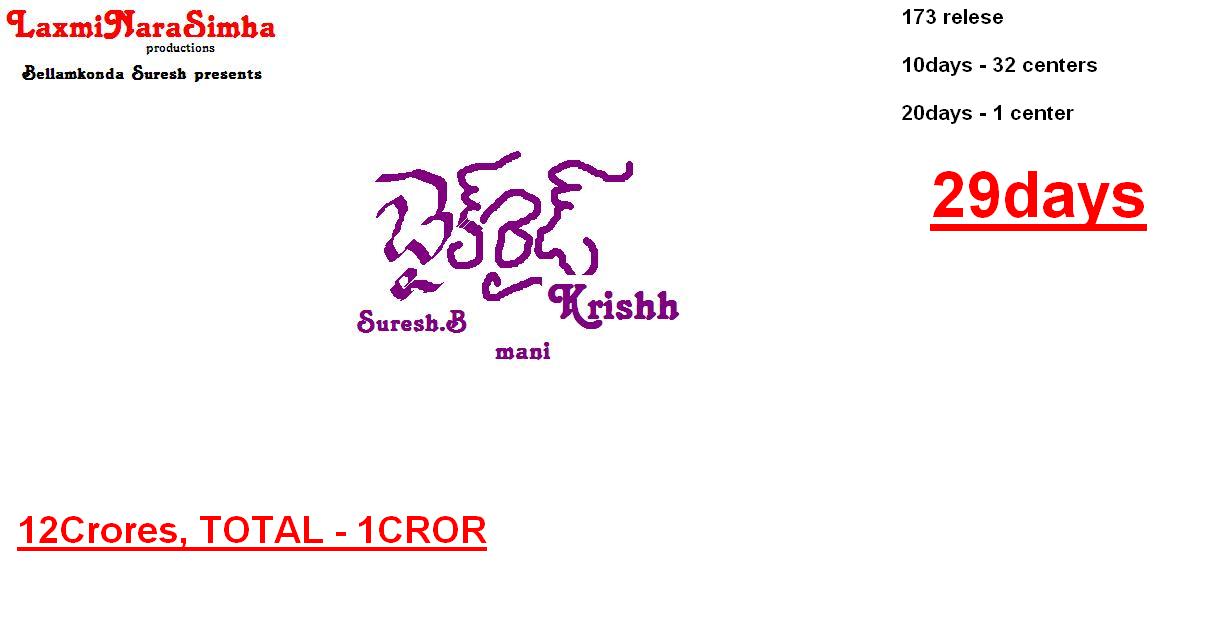 LaxmiNaraSimha
productions
Bellamkonda Suresh presents
173 relese
10days - 32 centers
20days - 1 center
29days
బైక్ రైడ్
Krishh
Suresh.B
mani
12Crores, TOTAL - 1CROR